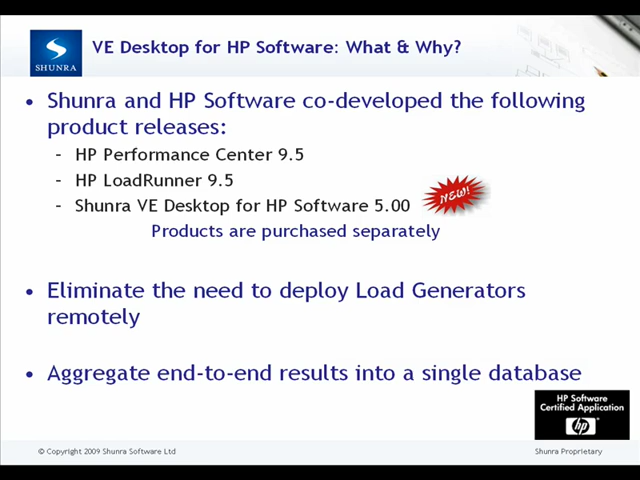 SHUNRA
VE Desktop for HP Software: What & Why?
• Shunra and HP Software co-developed the following
product releases:
- HP Performance Center 9.5
- HP LoadRunner 9.5
- Shunra VE Desktop for HP Software 5.00
NEW!
Products are purchased separately
• Eliminate the need to deploy Load Generators
remotely
• Aggregate end-to-end results into a single database
HP Software
Certified Application
hp
© Copyright 2009 Shunra Software Ltd
Shunra Proprietary